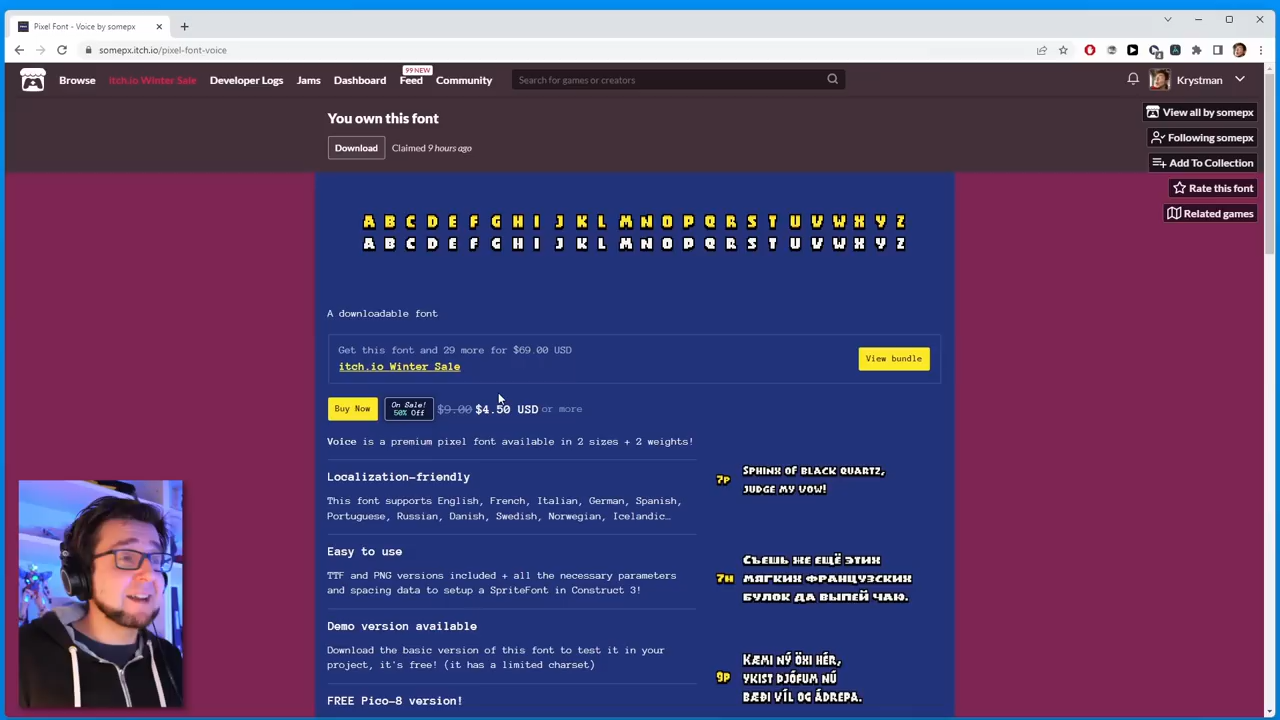 Pixel Font - Voice by somepx
somepx.itch.io/pixel-font-voice
99 NEW
Browse itch.io Winter Sale Developer Logs Jams Dashboard Feed Community Search for games or creators Krystman
You own this font
Download Claimed 9 hours ago
View all by somepx
Following somepx
Add To Collection
Rate this font
Related games
A B C D E F G H I J K L M N O P Q R S T U V W X Y Z
A B C D E F G H I J K L M N O P Q R S T U V W X Y Z
A downloadable font
Get this font and 29 more for $69.00 USD
itch.io Winter Sale
View bundle
Buy Now On Sale! 50% Off $9.00 $4.50 USD or more
Voice is a premium pixel font available in 2 sizes + 2 weights!
Localization-friendly
This font supports English, French, Italian, German, Spanish,
Portuguese, Russian, Danish, Swedish, Norwegian, Icelandic…
Easy to use
TTF and PNG versions included + all the necessary parameters
and spacing data to setup a SpriteFont in Construct 3!
Demo version available
Download the basic version of this font to test it in your
project, it's free! (it has a limited charset)
FREE Pico-8 version!
7P SPHINX OF BLACK QUARTZ,
JUDGE MY VOW!
СЪЕШЬ ЖЕ ЕЩЁ ЭТИХ
7H МЯГКИХ ФРАНЦУЗСКИХ
БУЛОК ДА ВЫПЕЙ ЧАЮ.
KÆMI NÝ ÖXI HÉR,
9P YKIST ÞJÓFUM NÚ
BÆÐI VÍL OG ÁDREPA.